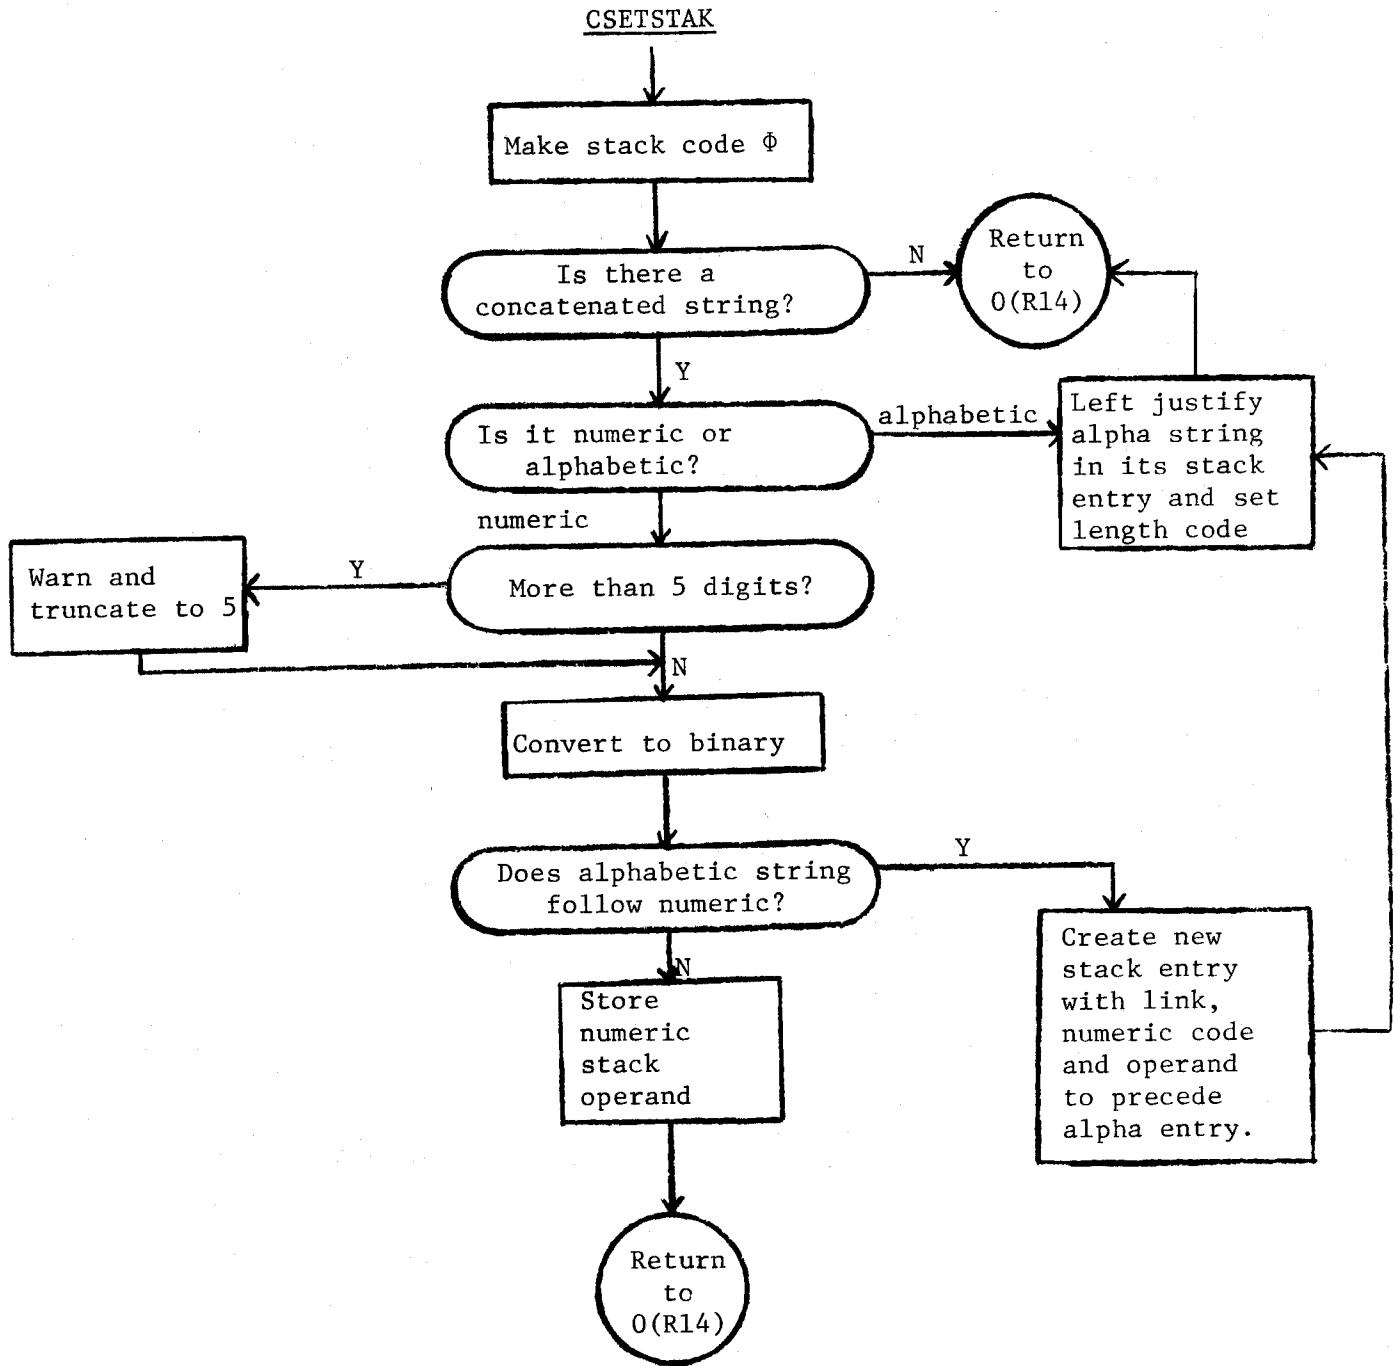 CSETSTAK
Make stack code Φ
Is there a
concatenated string?
N
Return
to
0(R14)
Y
Is it numeric or
alphabetic?
alphabetic
Left justify
alpha string
in its stack
entry and set
length code
numeric
More than 5 digits?
Y
Warn and
truncate to 5
N
Convert to binary
Does alphabetic string
follow numeric?
Y
Create new
stack entry
with link,
numeric code
and operand
to precede
alpha entry.
N
Store
numeric
stack
operand
Return
to
0(R14)